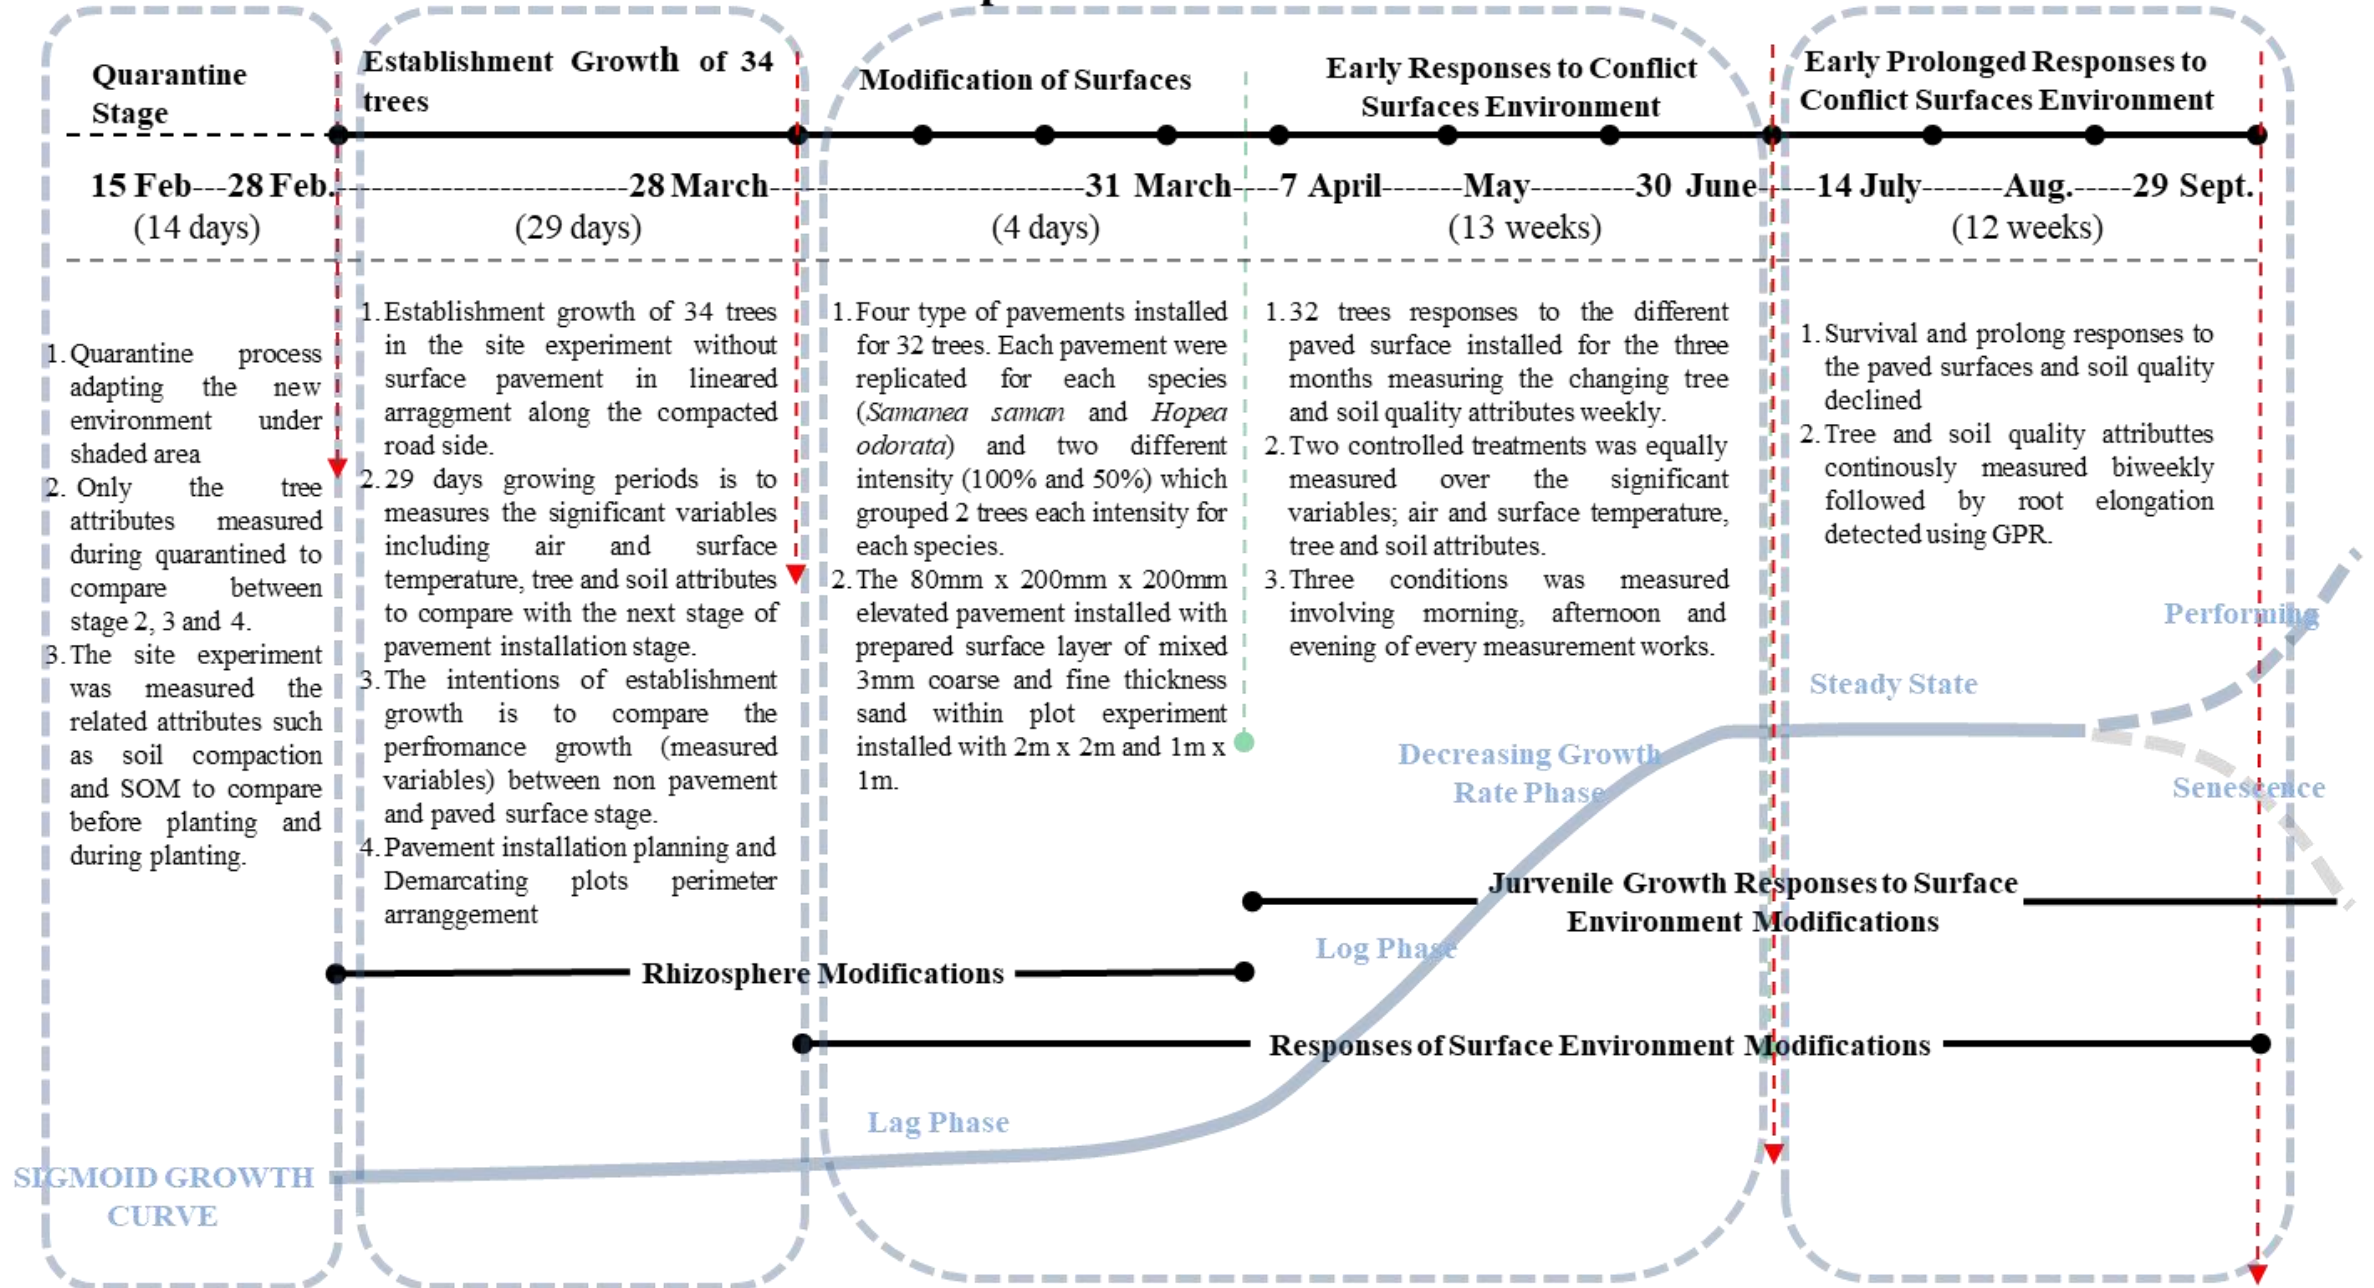 Quarantine
Stage
Establishment Growth of 34
trees
Modification of Surfaces
Early Responses to Conflict
Surfaces Environment
Early Prolonged Responses to
Conflict Surfaces Environment
15 Feb---28 Feb.
28 March
31 March
7 April
May
30 June
14 July
Aug.
29 Sept.
(14 days)
(29 days)
(4 days)
(13 weeks)
(12 weeks)
1. Quarantine process
adapting the new
environment under
shaded area
2. Only the tree
attributes measured
during quarantined to
compare between
stage 2, 3 and 4.
3. The site experiment
was measured the
related attributes such
as soil compaction
and SOM to compare
before planting and
during planting.
1. Establishment growth of 34 trees
in the site experiment without
surface pavement in lineared
arraggment along the compacted
road side.
2. 29 days growing periods is to
measures the significant variables
including air and surface
temperature, tree and soil attributes
to compare with the next stage of
pavement installation stage.
3. The intentions of establishment
growth is to compare the
perfromance growth (measured
variables) between non pavement
and paved surface stage.
4. Pavement installation planning and
Demarcating plots perimeter
arranggement
1. Four type of pavements installed
for 32 trees. Each pavement were
replicated for each species
(Samanea saman and Hopea
odorata) and two different
intensity (100% and 50%) which
grouped 2 trees each intensity for
each species.
2. The 80mm x 200mm x 200mm
elevated pavement installed with
prepared surface layer of mixed
3mm coarse and fine thickness
sand within plot experiment
installed with 2m x 2m and 1m x
1m.
1. 32 trees responses to the different
paved surface installed for the three
months measuring the changing tree
and soil quality attributes weekly.
2. Two controlled treatments was equally
measured over the significant
variables; air and surface temperature,
tree and soil attributes.
3. Three conditions was measured
involving morning, afternoon and
evening of every measurement works.
1. Survival and prolong responses to
the paved surfaces and soil quality
declined
2. Tree and soil quality attributtes
continously measured biweekly
followed by root elongation
detected using GPR.
Performing
Steady State
Senescence
Decreasing Growth
Rate Phase
Jurvenile Growth Responses to Surface
Environment Modifications
Log Phase
Rhizosphere Modifications
Responses of Surface Environment Modifications
Lag Phase
SIGMOID GROWTH
CURVE